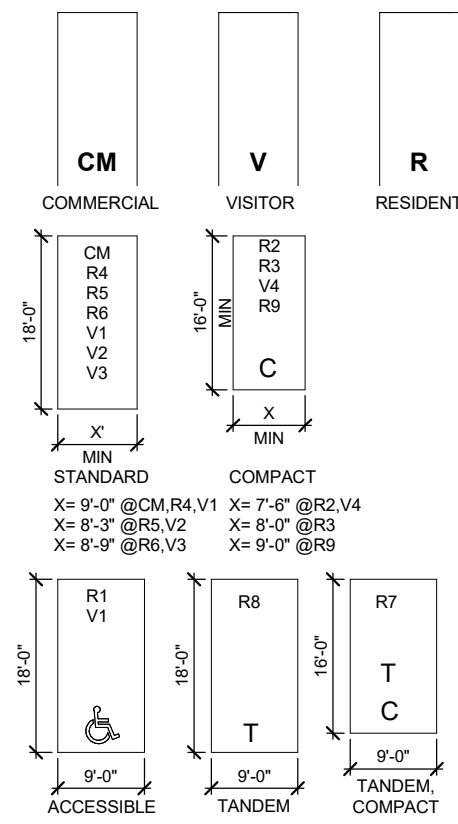 CM
COMMERCIAL
V
VISITOR
R
RESIDENT
18'-0"
CM
R4
R5
R6
V1
V2
V3
X'
MIN
STANDARD
X= 9'-0" @CM,R4,V1
X= 8'-3" @R5,V2
X= 8'-9" @R6,V3
16'-0"
MIN
R2
R3
V4
R9
C
X
MIN
COMPACT
X= 7'-6" @R2,V4
X= 8'-0" @R3
X= 9'-0" @R9
18'-0"
R1
V1
9'-0"
ACCESSIBLE
18'-0"
R8
T
9'-0"
TANDEM
16'-0"
R7
T
C
9'-0"
TANDEM,
COMPACT